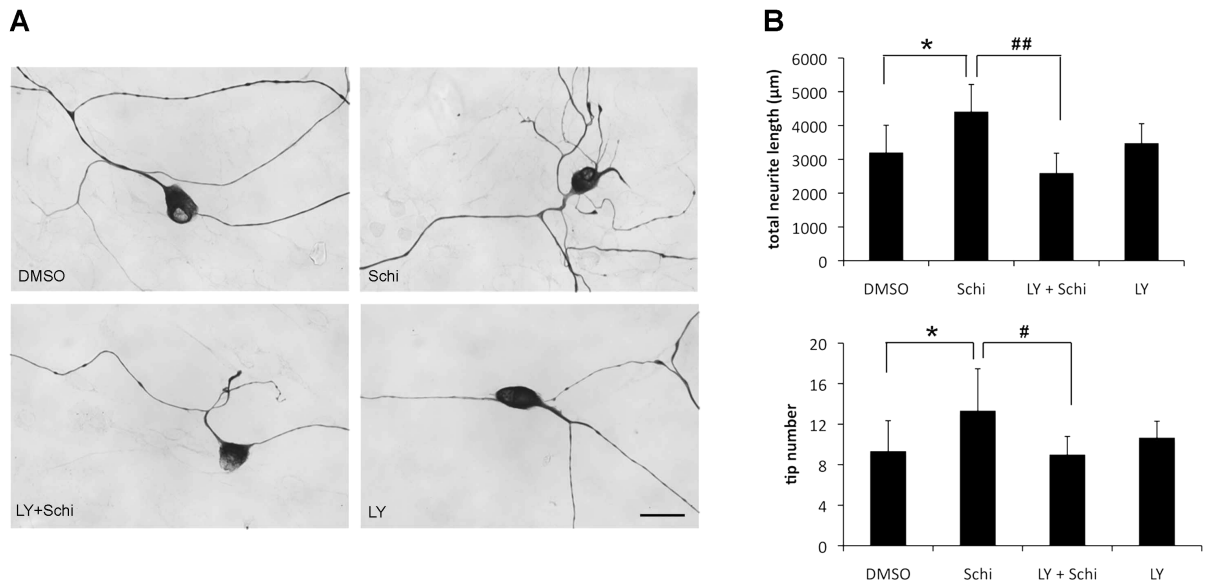 A
DMSO
Schi
LY+Schi
LY
B
* ##
total neurite length (µm)
6000
5000
4000
3000
2000
1000
0
DMSO Schi LY + Schi LY
* #
tip number
20
16
12
8
4
0
DMSO Schi LY + Schi LY